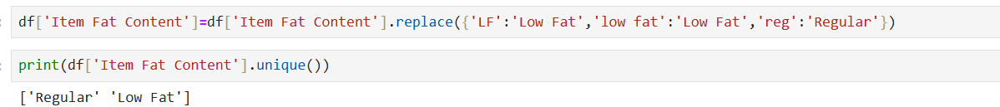 df['Item Fat Content']=df['Item Fat Content'].replace({'LF':'Low Fat','low fat':'Low Fat','reg':'Regular'})
print(df['Item Fat Content'].unique())
['Regular' 'Low Fat']